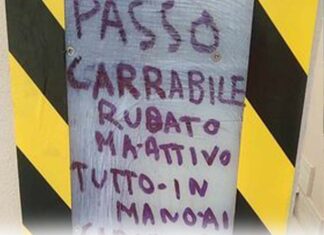 PASSO
CARRABILE
RUBATO
MA-ATTIVO
TUTTO-IN
MANO-AI